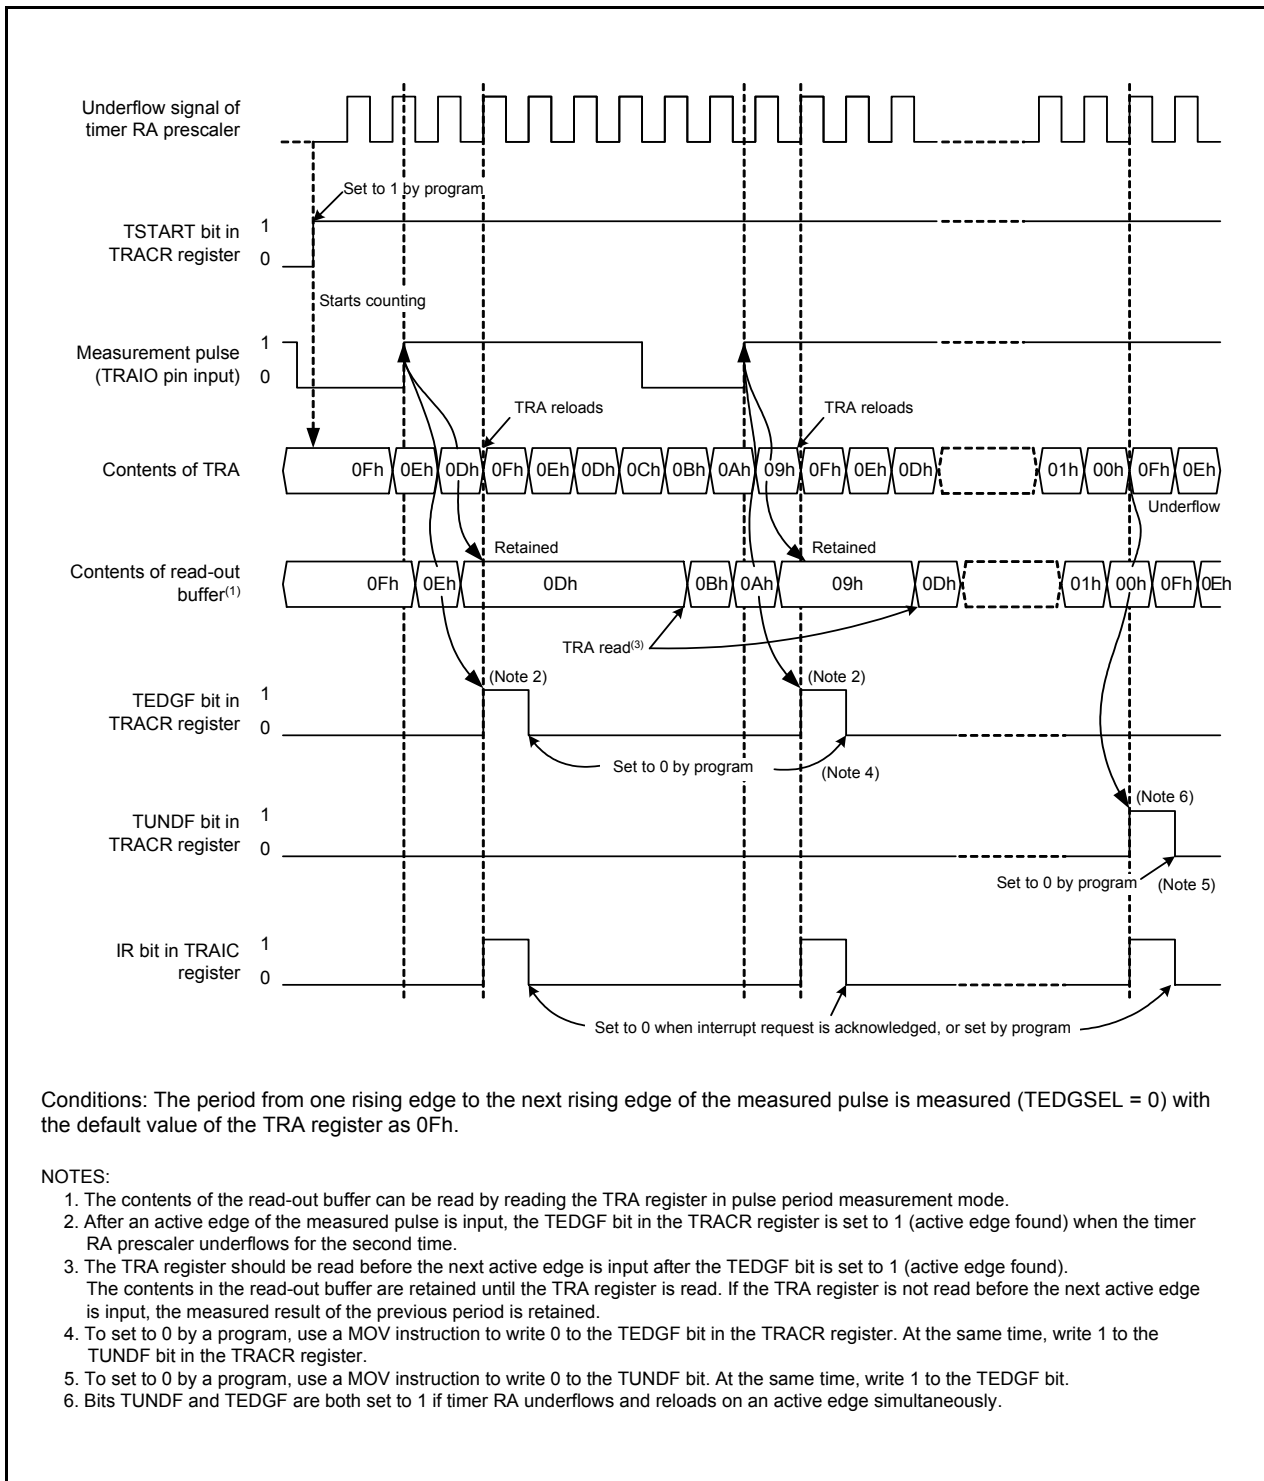 Underflow signal of
timer RA prescaler
Set to 1 by program
TSTART bit in
TRACR register
1
0
Starts counting
Measurement pulse
(TRAIO pin input)
1
0
TRA reloads
TRA reloads
Contents of TRA
0Fh 0Eh 0Dh 0Fh 0Eh 0Dh 0Ch 0Bh 0Ah 09h 0Fh 0Eh 0Dh 01h 00h 0Fh 0Eh
Underflow
Retained
Retained
Contents of read-out
buffer(1)
0Fh 0Eh 0Dh 0Bh 0Ah 09h 0Dh 01h 00h 0Fh 0Eh
TRA read(3)
(Note 2)
(Note 2)
TEDGF bit in
TRACR register
1
0
Set to 0 by program
(Note 4)
(Note 6)
TUNDF bit in
TRACR register
1
0
Set to 0 by program
(Note 5)
IR bit in TRAIC
register
1
0
Set to 0 when interrupt request is acknowledged, or set by program
Conditions: The period from one rising edge to the next rising edge of the measured pulse is measured (TEDGSEL = 0) with
the default value of the TRA register as 0Fh.
NOTES:
1. The contents of the read-out buffer can be read by reading the TRA register in pulse period measurement mode.
2. After an active edge of the measured pulse is input, the TEDGF bit in the TRACR register is set to 1 (active edge found) when the timer
RA prescaler underflows for the second time.
3. The TRA register should be read before the next active edge is input after the TEDGF bit is set to 1 (active edge found).
The contents in the read-out buffer are retained until the TRA register is read. If the TRA register is not read before the next active edge
is input, the measured result of the previous period is retained.
4. To set to 0 by a program, use a MOV instruction to write 0 to the TEDGF bit in the TRACR register. At the same time, write 1 to the
TUNDF bit in the TRACR register.
5. To set to 0 by a program, use a MOV instruction to write 0 to the TUNDF bit. At the same time, write 1 to the TEDGF bit.
6. Bits TUNDF and TEDGF are both set to 1 if timer RA underflows and reloads on an active edge simultaneously.